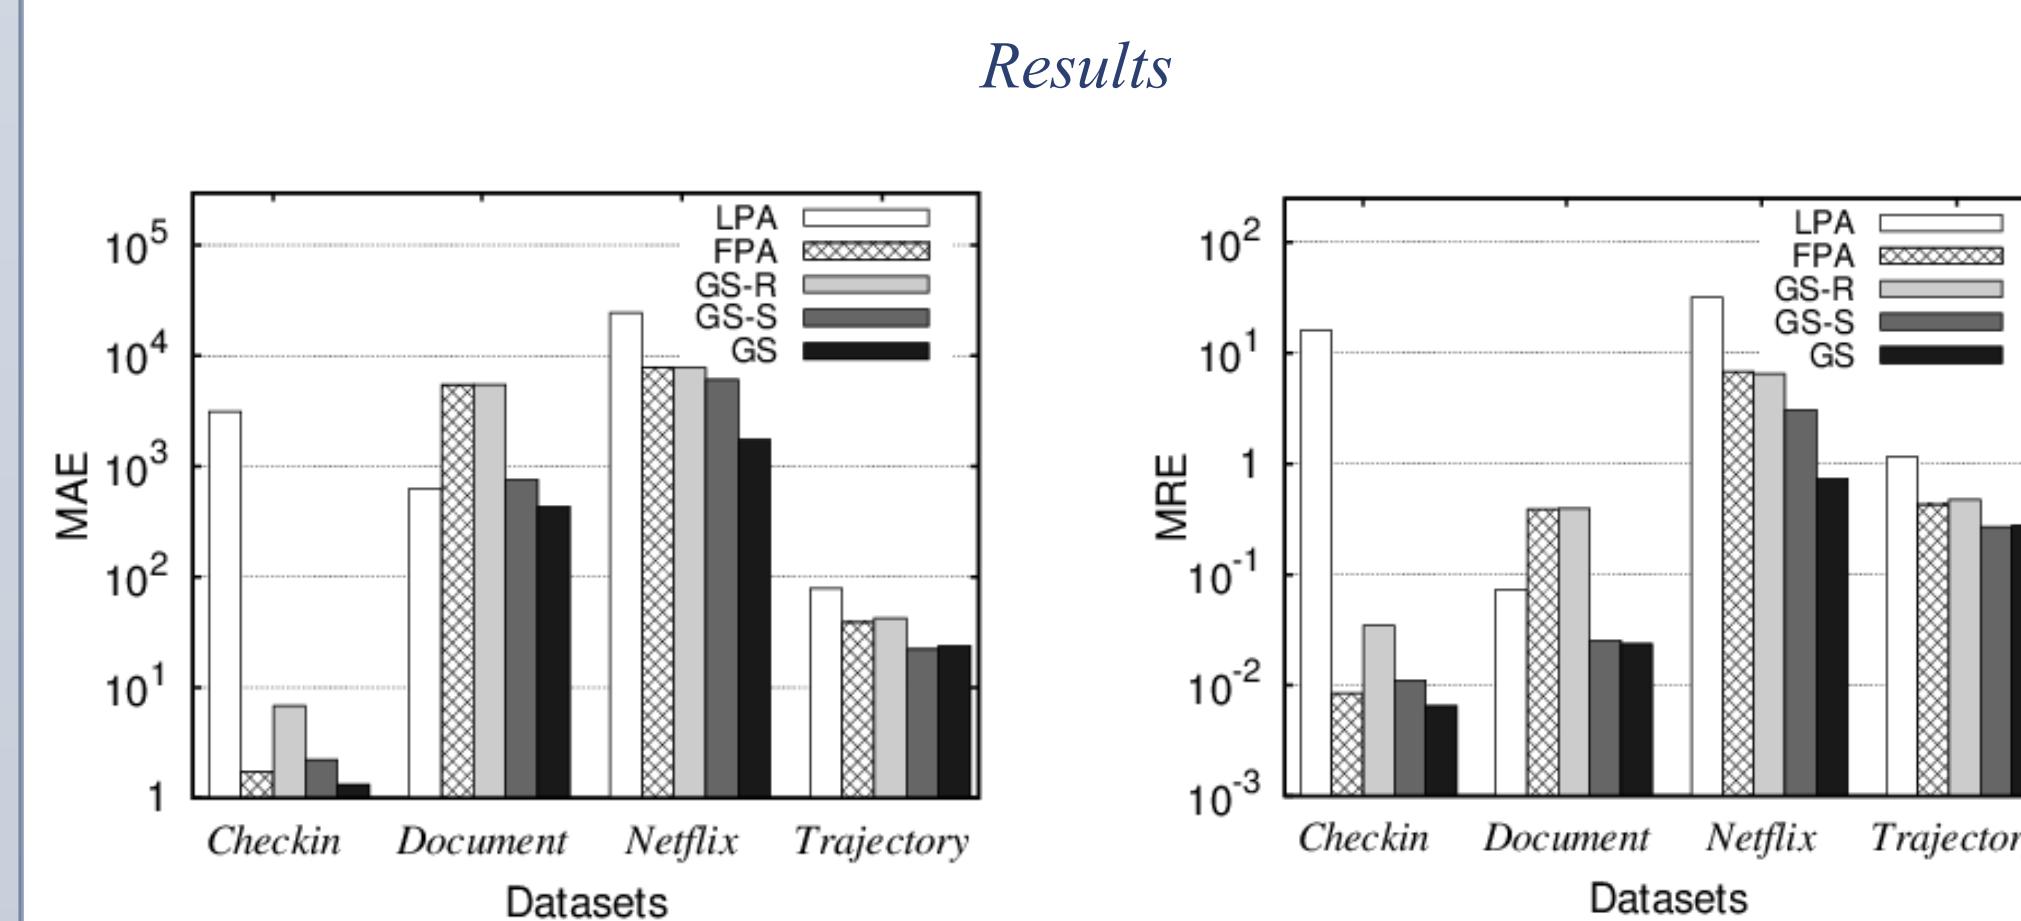 Results
LPA
FPA
GS-R
GS-S
GS
10^5
10^4
10^3
10^2
10^1
1
MAE
Checkin Document Netflix Trajectory
Datasets
LPA
FPA
GS-R
GS-S
GS
10^2
10^1
1
10^-1
10^-2
10^-3
MRE
Checkin Document Netflix Trajector
Datasets